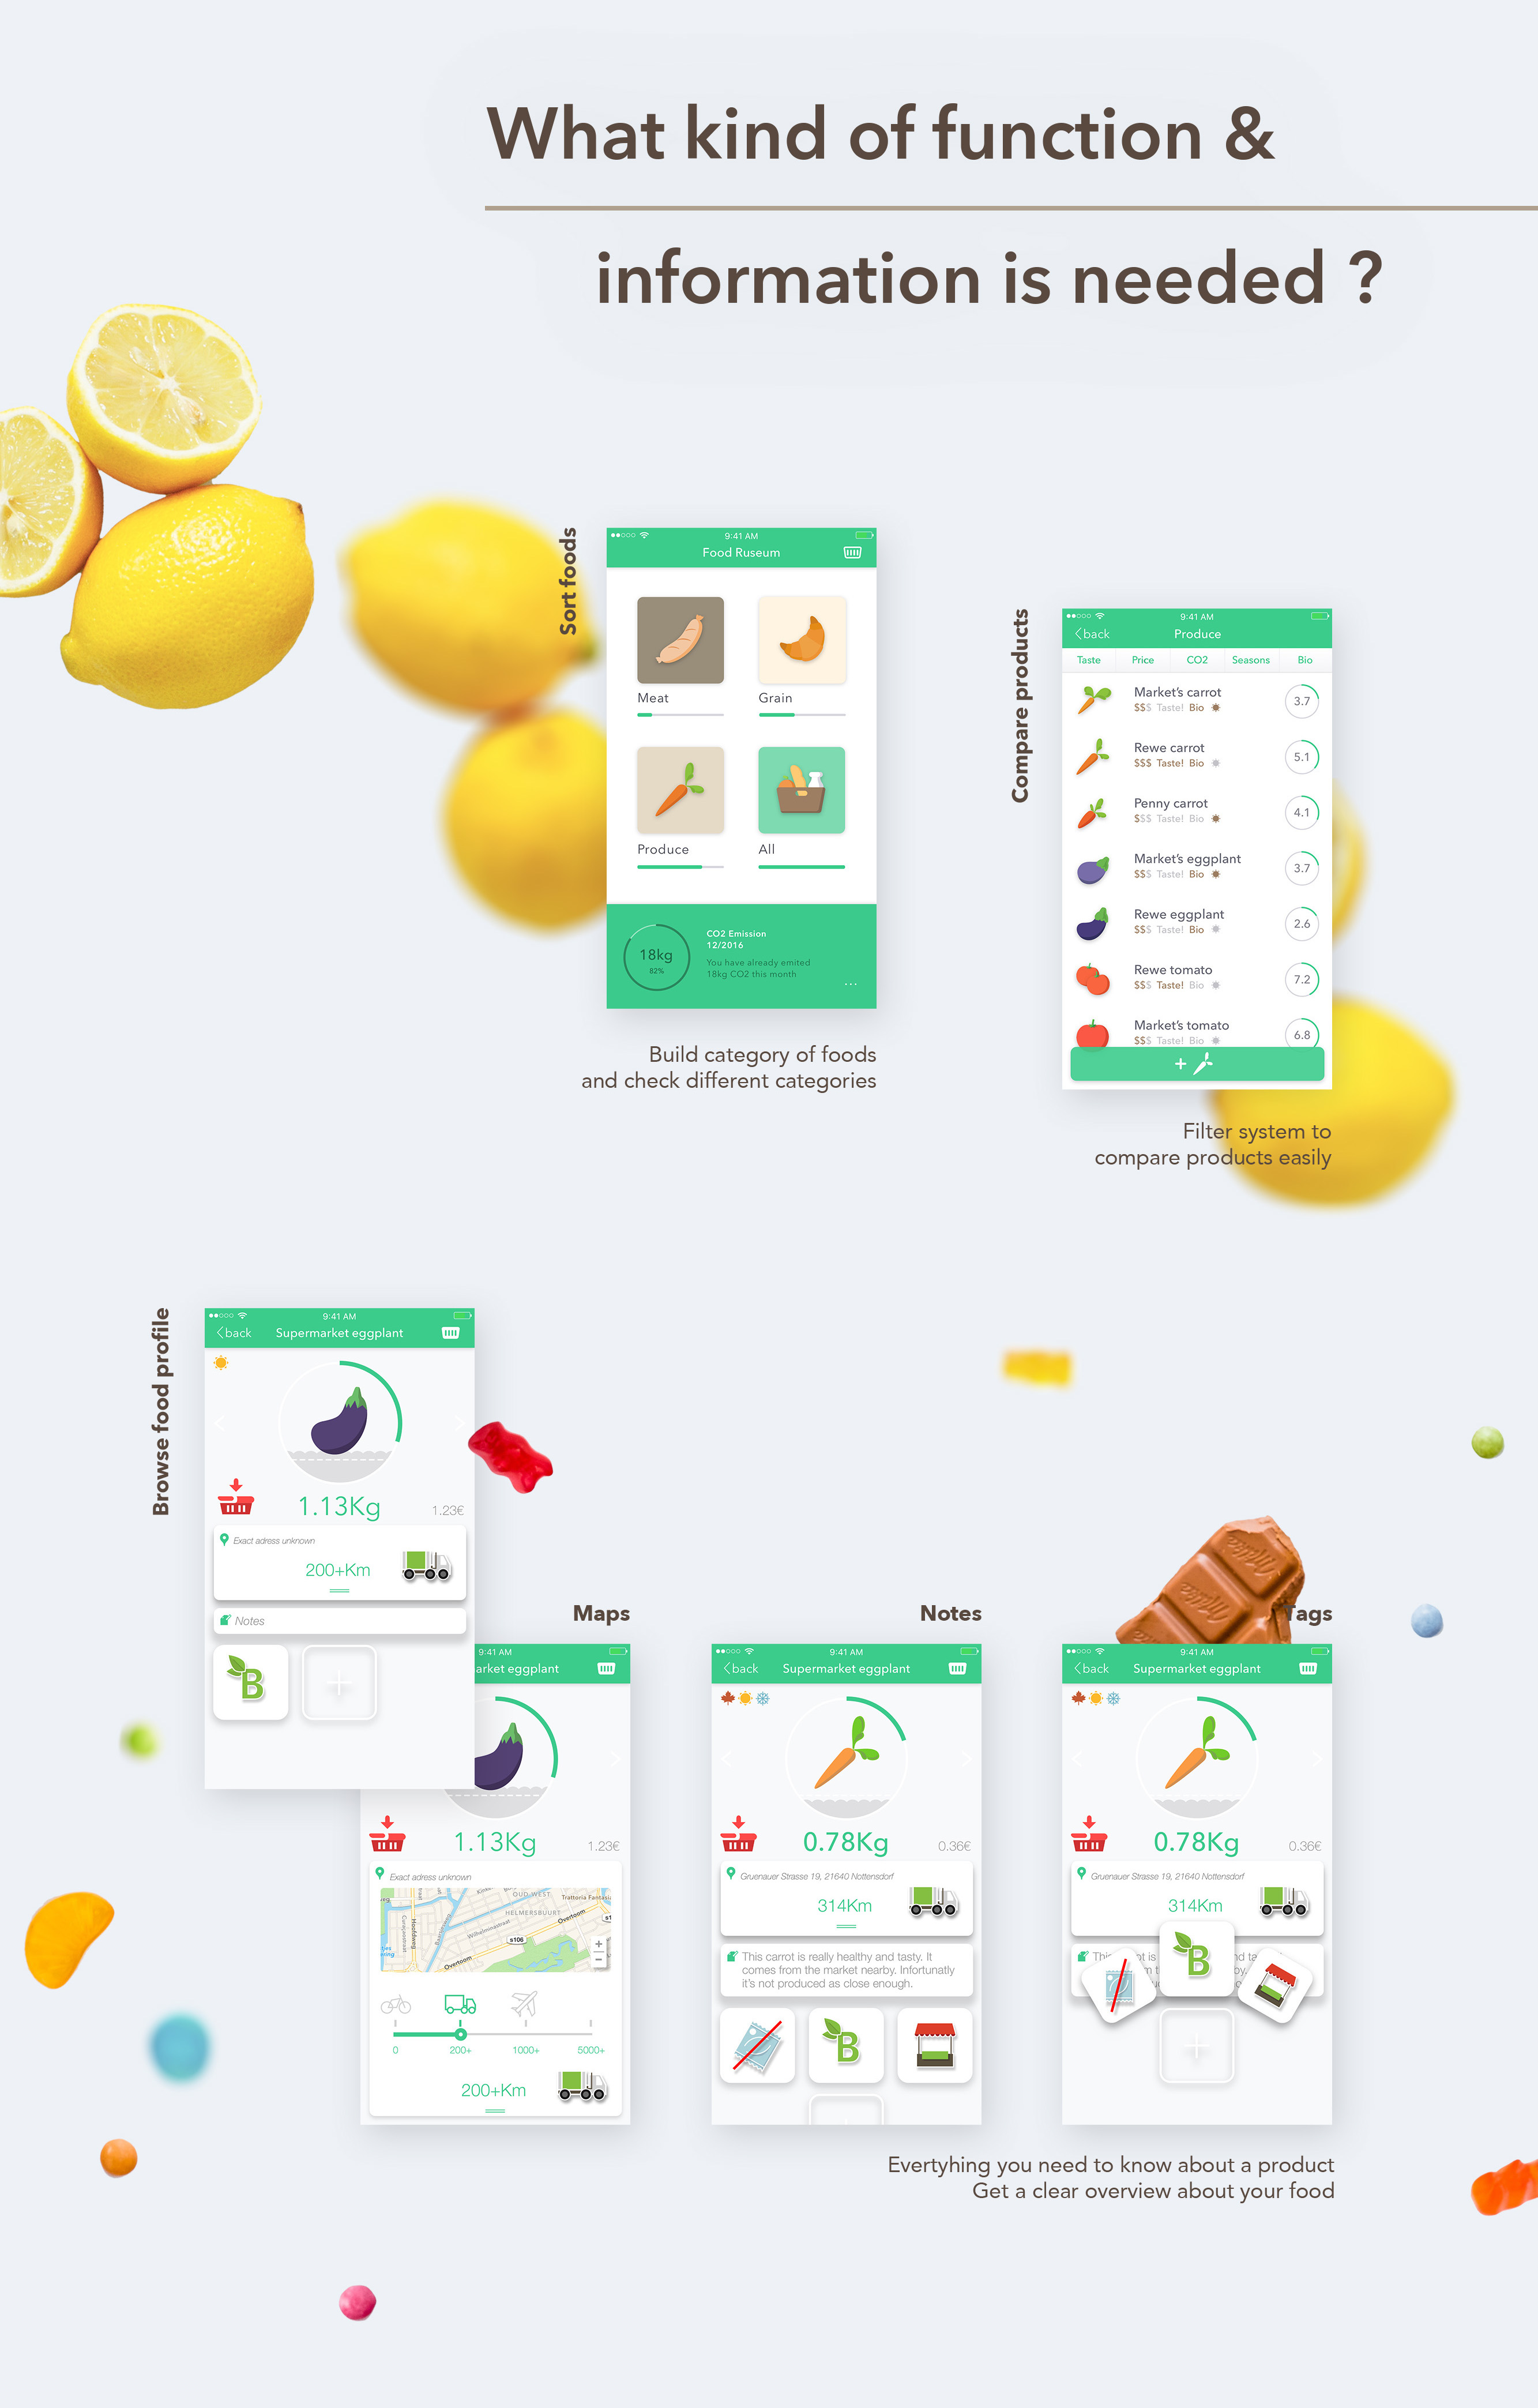 What kind of function &
information is needed ?
Sort foods
9:41 AM
Food Ruseum
Meat
Grain
Produce
All
18kg
82%
CO2 Emission
12/2016
You have already emited
18kg CO2 this month
...
Build category of foods
and check different categories
Compare products
9:41 AM
<back
Produce
Taste
Price
CO2
Seasons
Bio
Market's carrot
$$$ Taste! Bio
3.7
Rewe carrot
$$$ Taste! Bio
5.1
Penny carrot
$$$ Taste! Bio
4.1
Market's eggplant
$$$ Taste! Bio
3.7
Rewe eggplant
$$$ Taste! Bio
2.6
Rewe tomato
$$$ Taste! Bio
7.2
Market's tomato
$$$ Taste! Bio
6.8
+
Filter system to
compare products easily
Browse food profile
9:41 AM
<back
Supermarket eggplant
1.13Kg
1.23€
Exact adress unknown
200+Km
Notes
B
Maps
9:41 AM
arket eggplant
1.13Kg
1.23€
Exact adress unknown
OUD-WEST
Trattoria Fantasia
HELMERSBUURT
Overtoom
Wilhelminastraat
s106
Overtoom
Hoofdweg
0
200+
1000+
5000+
200+Km
Notes
9:41 AM
<back
Supermarket eggplant
0.78Kg
0.36€
Gruenauer Strasse 19, 21640 Nottensdorf
314Km
This carrot is really healthy and tasty. It
comes from the market nearby. Infortunatly
it's not produced as close enough.
B
Tags
9:41 AM
<back
Supermarket eggplant
0.78Kg
0.36€
Gruenauer Strasse 19, 21640 Nottensdorf
314Km
B
Evertyhing you need to know about a product
Get a clear overview about your food